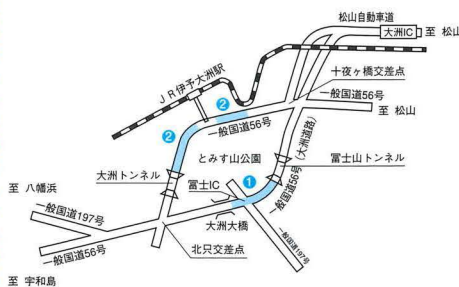 松山自動車道
大洲IC
至 松山
JR伊予大洲駅
十夜ヶ橋交差点
一般国道56号
至 松山
2
一般国道56号
2
とみす山公園
一般国道56号(大洲道路)
富士山トンネル
大洲トンネル
至 八幡浜
冨士IC
1
一般国道197号
大洲大橋
一般国道56号
北只交差点
一般国道197号
至 宇和島